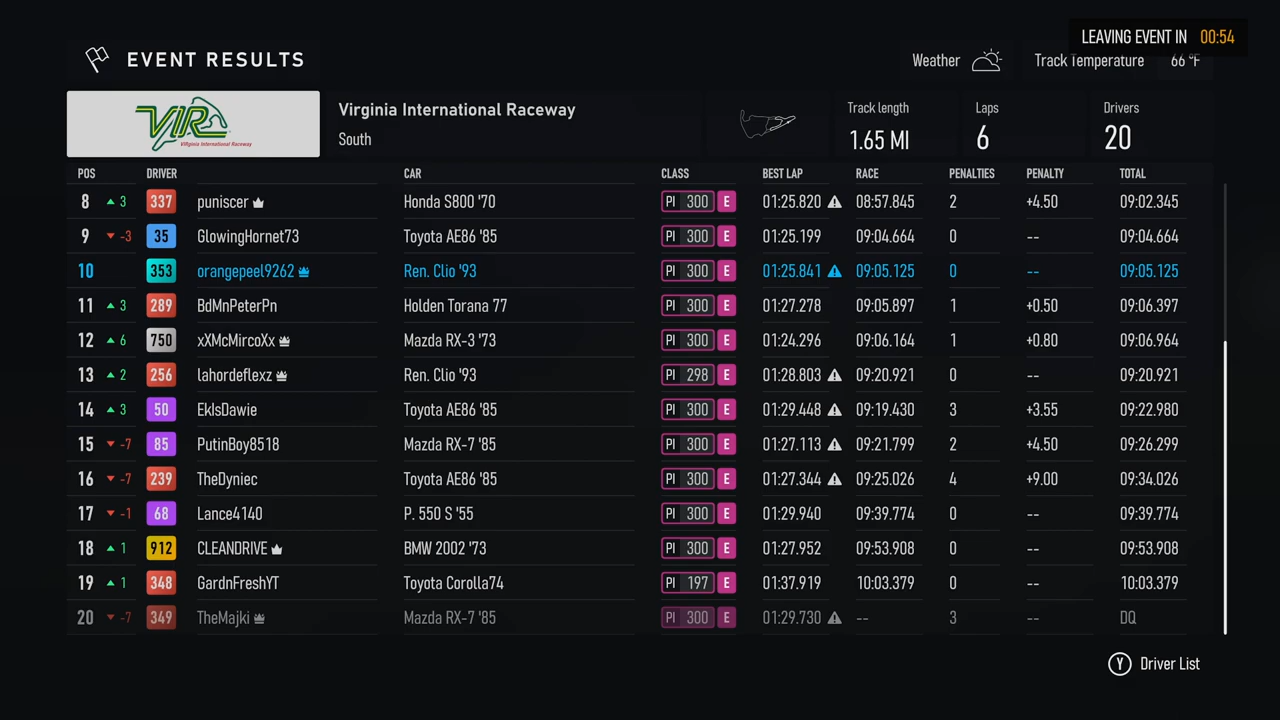 LEAVING EVENT IN 00:54
EVENT RESULTS
Weather Track Temperature 66 °F
VIR
Virginia International Raceway
Virginia International Raceway
South
Track length
1.65 MI
Laps
6
Drivers
20
POS DRIVER CAR CLASS BEST LAP RACE PENALTIES PENALTY TOTAL
8 3 337 puniscer Honda S800 '70 PI 300 E 01:25.820 08:57.845 2 +4.50 09:02.345
9 -3 35 GlowingHornet73 Toyota AE86 '85 PI 300 E 01:25.199 09:04.664 0 -- 09:04.664
10 353 orangepeel9262 Ren. Clio '93 PI 300 E 01:25.841 09:05.125 0 -- 09:05.125
11 3 289 BdMnPeterPn Holden Torana 77 PI 300 E 01:27.278 09:05.897 1 +0.50 09:06.397
12 6 750 xXMcMircoXx Mazda RX-3 '73 PI 300 E 01:24.296 09:06.164 1 +0.80 09:06.964
13 2 256 lahordeflexz Ren. Clio '93 PI 298 E 01:28.803 09:20.921 0 -- 09:20.921
14 3 50 EkIsDawie Toyota AE86 '85 PI 300 E 01:29.448 09:19.430 3 +3.55 09:22.980
15 -7 85 PutinBoy8518 Mazda RX-7 '85 PI 300 E 01:27.113 09:21.799 2 +4.50 09:26.299
16 -7 239 TheDyniec Toyota AE86 '85 PI 300 E 01:27.344 09:25.026 4 +9.00 09:34.026
17 -1 68 Lance4140 P. 550 S '55 PI 300 E 01:29.940 09:39.774 0 -- 09:39.774
18 1 912 CLEANDRIVE BMW 2002 '73 PI 300 E 01:27.952 09:53.908 0 -- 09:53.908
19 1 348 GardnFreshYT Toyota Corolla74 PI 197 E 01:37.919 10:03.379 0 -- 10:03.379
20 -7 349 TheMajki Mazda RX-7 '85 PI 300 E 01:29.730 -- 3 -- DQ
Y Driver List